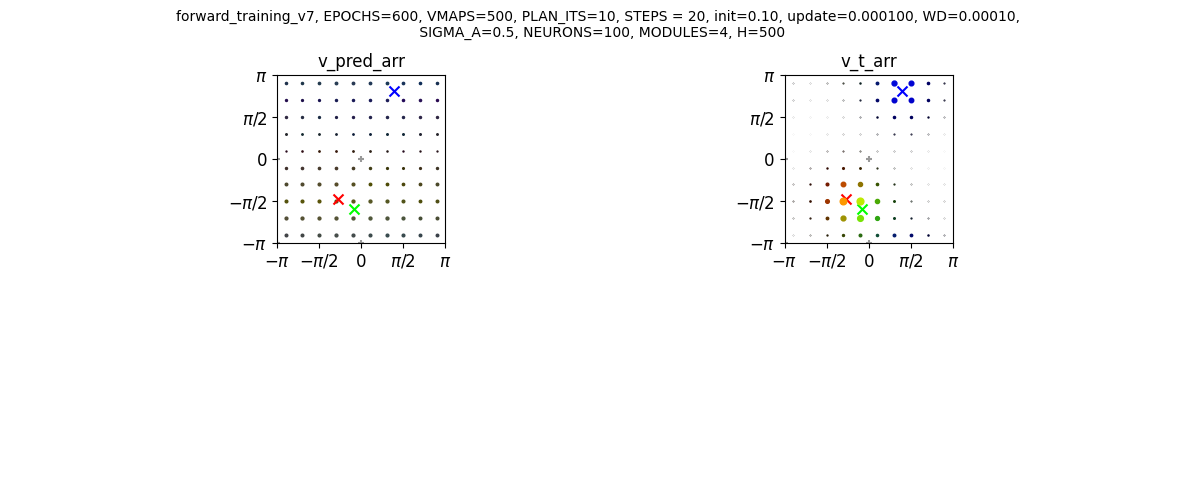 forward_training_v7, EPOCHS=600, VMAPS=500, PLAN_ITS=10, STEPS = 20, init=0.10, update=0.000100, WD=0.00010,
SIGMA_A=0.5, NEURONS=100, MODULES=4, H=500
v_pred_arr
π
π/2
0
−π/2
−π
−π −π/2 0 π/2 π
v_t_arr
π
π/2
0
−π/2
−π
−π −π/2 0 π/2 π